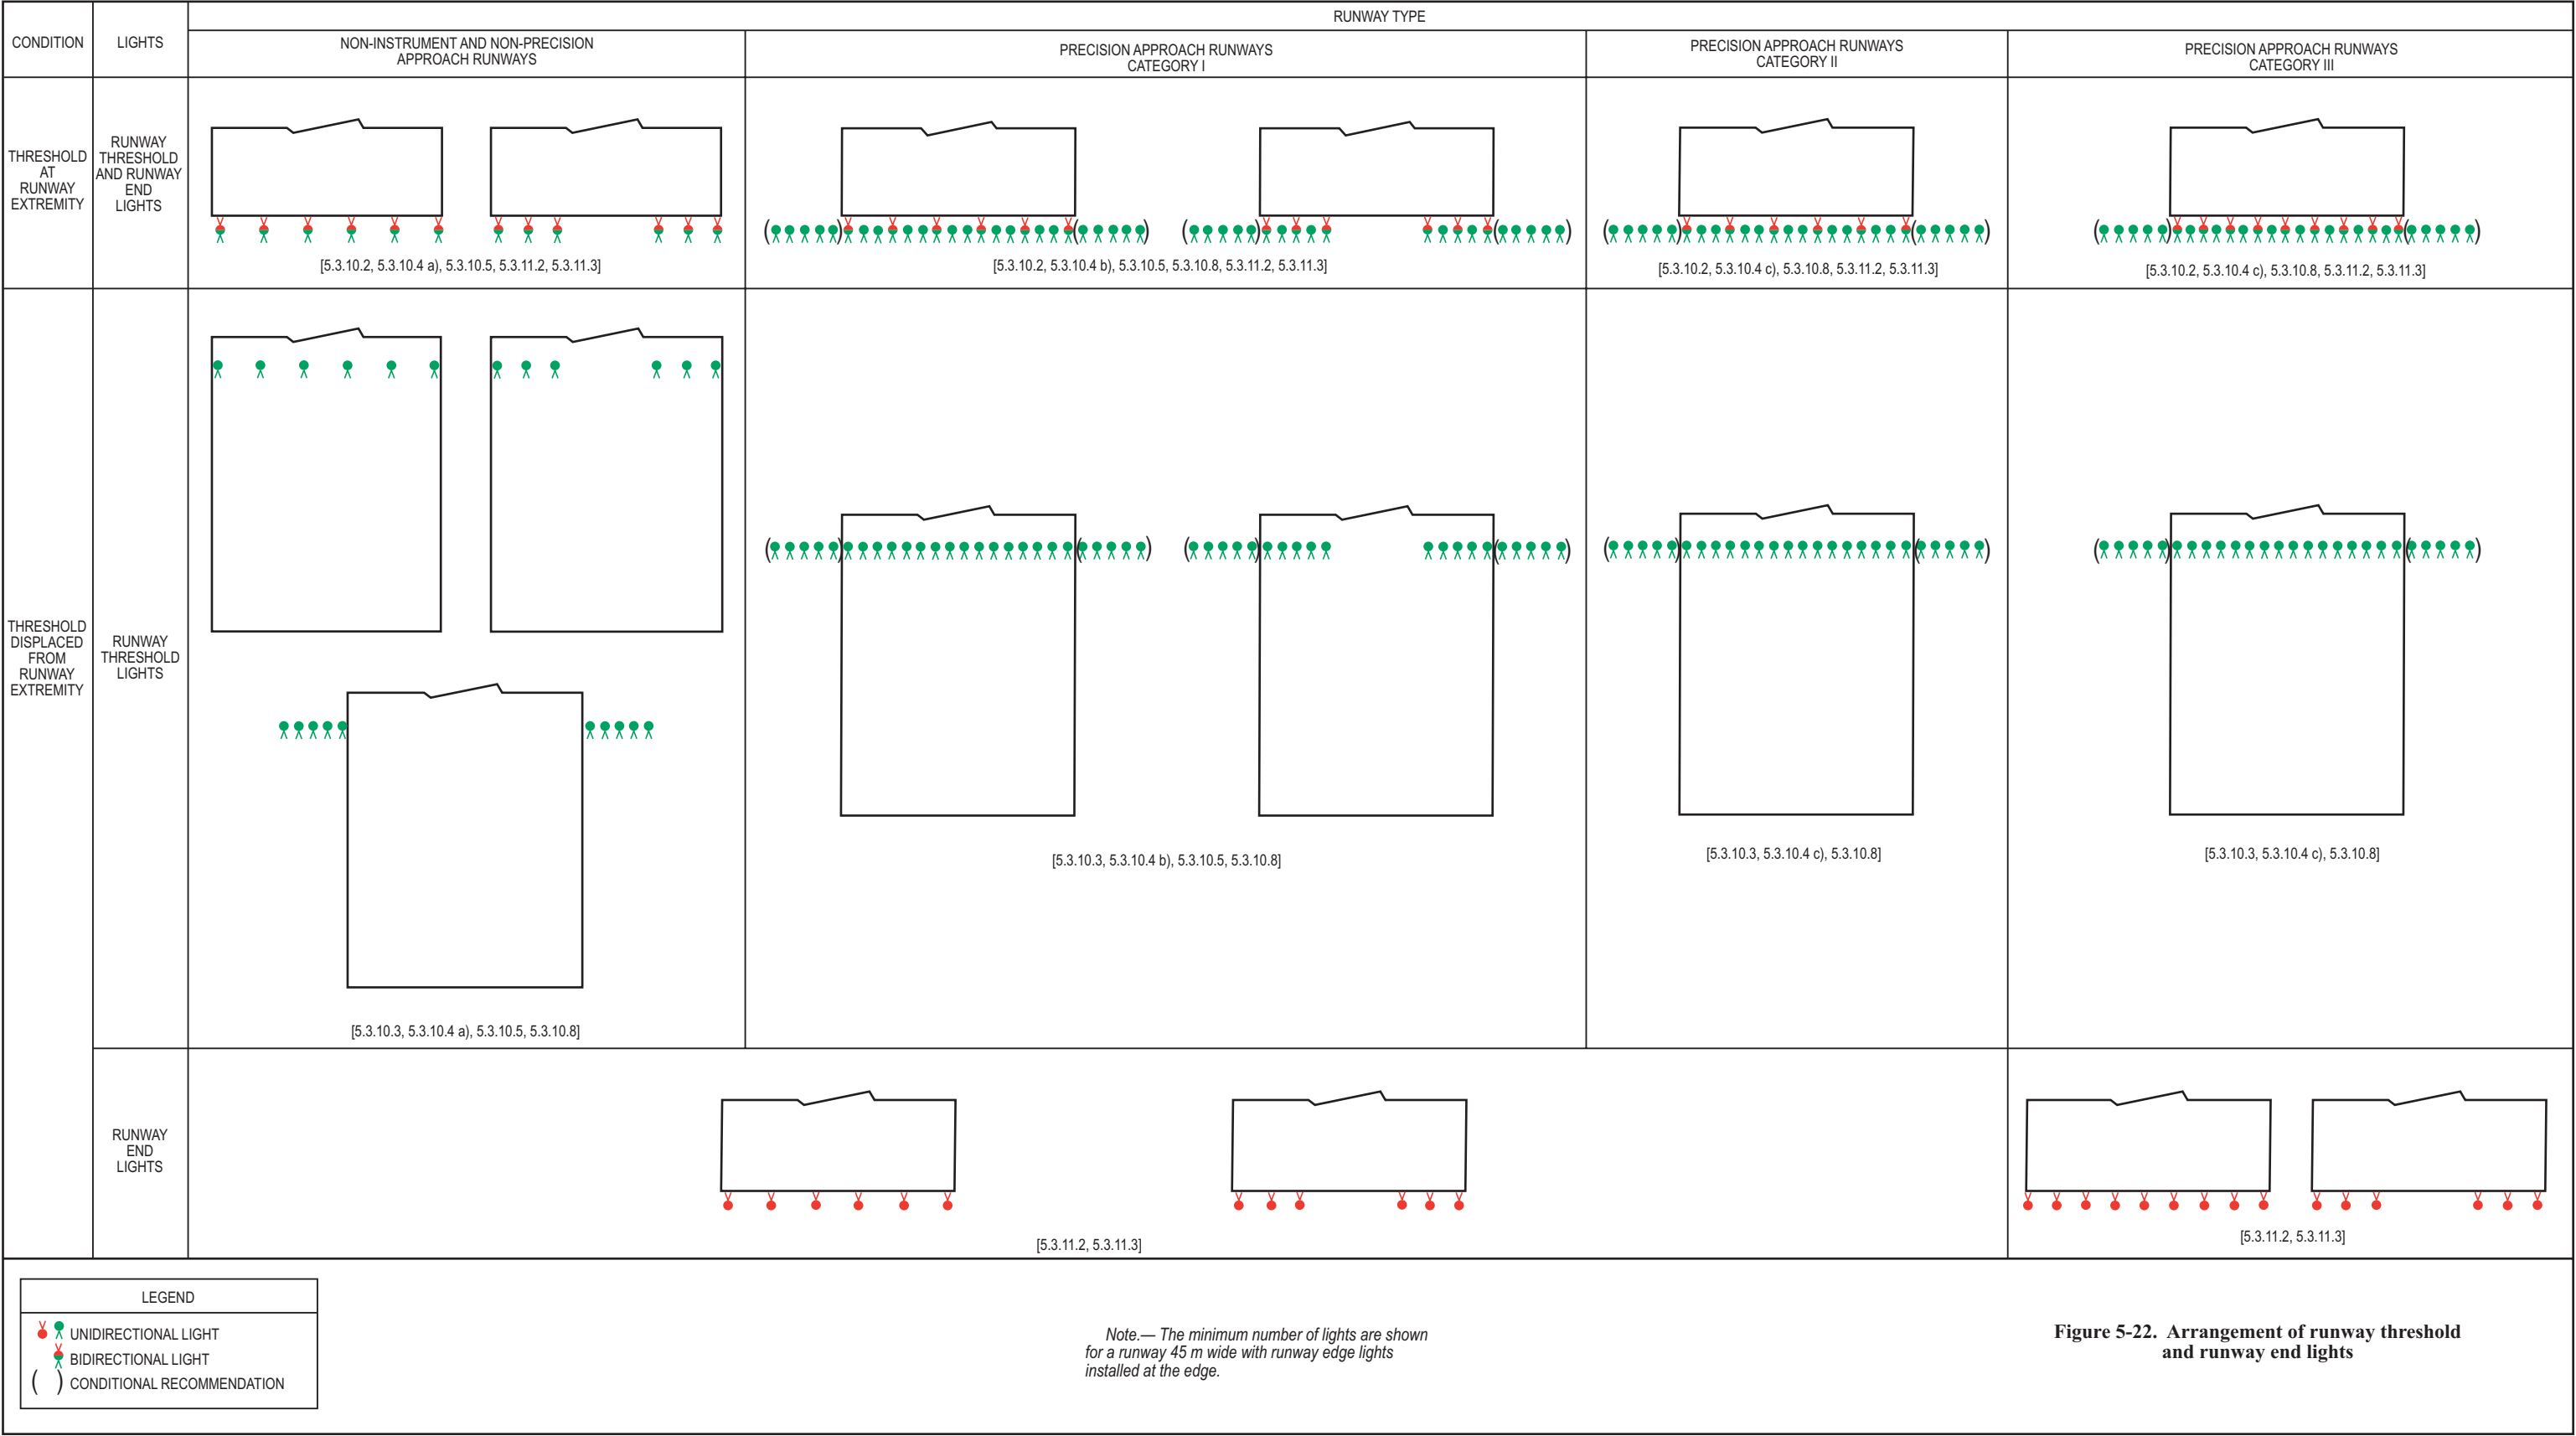 RUNWAY TYPE
CONDITION
LIGHTS
NON-INSTRUMENT AND NON-PRECISION
APPROACH RUNWAYS
PRECISION APPROACH RUNWAYS
CATEGORY I
PRECISION APPROACH RUNWAYS
CATEGORY II
PRECISION APPROACH RUNWAYS
CATEGORY III
THRESHOLD
AT
RUNWAY
EXTREMITY
RUNWAY
THRESHOLD
AND RUNWAY
END
LIGHTS
[5.3.10.2, 5.3.10.4 a), 5.3.10.5, 5.3.11.2, 5.3.11.3]
[5.3.10.2, 5.3.10.4 b), 5.3.10.5, 5.3.10.8, 5.3.11.2, 5.3.11.3]
[5.3.10.2, 5.3.10.4 c), 5.3.10.8, 5.3.11.2, 5.3.11.3]
[5.3.10.2, 5.3.10.4 c), 5.3.10.8, 5.3.11.2, 5.3.11.3]
THRESHOLD
DISPLACED
FROM
RUNWAY
EXTREMITY
RUNWAY
THRESHOLD
LIGHTS
[5.3.10.3, 5.3.10.4 a), 5.3.10.5, 5.3.10.8]
[5.3.10.3, 5.3.10.4 b), 5.3.10.5, 5.3.10.8]
[5.3.10.3, 5.3.10.4 c), 5.3.10.8]
[5.3.10.3, 5.3.10.4 c), 5.3.10.8]
RUNWAY
END
LIGHTS
[5.3.11.2, 5.3.11.3]
[5.3.11.2, 5.3.11.3]
LEGEND
UNIDIRECTIONAL LIGHT
BIDIRECTIONAL LIGHT
( ) CONDITIONAL RECOMMENDATION
Note.— The minimum number of lights are shown
for a runway 45 m wide with runway edge lights
installed at the edge.
Figure 5-22. Arrangement of runway threshold
and runway end lights